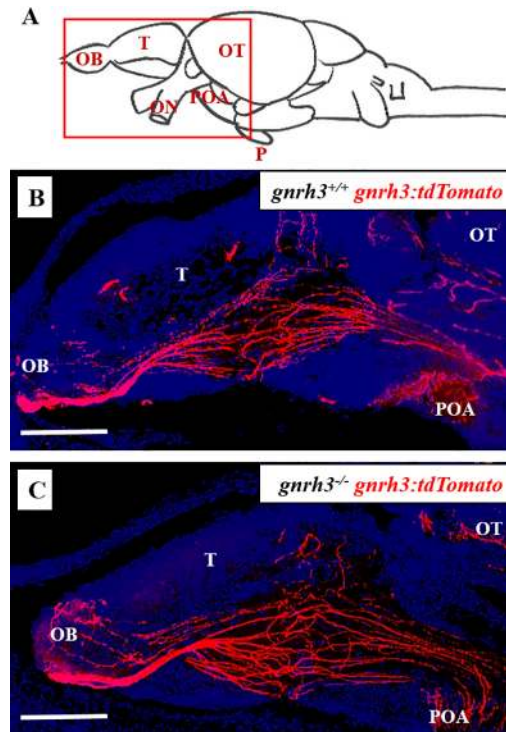 A
OB
T
OT
ON
POA
P
B
gnrh3+/+ gnrh3:tdTomato
OT
T
OB
POA
C
gnrh3-/- gnrh3:tdTomato
OT
T
OB
POA